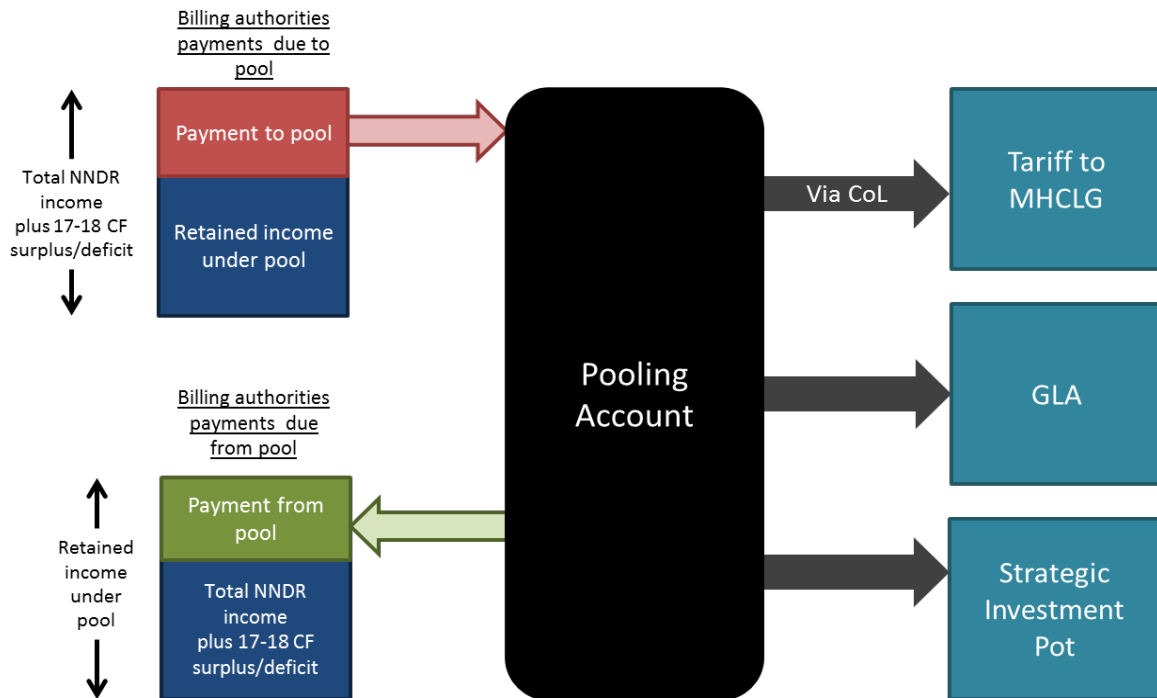 Billing authorities
payments due to
pool
Payment to pool
Total NNDR
income
plus 17-18 CF
surplus/deficit
Retained income
under pool
Billing authorities
payments due
from pool
Payment from
pool
Retained
income
under
pool
Total NNDR
income
plus 17-18 CF
surplus/deficit
Pooling
Account
Via CoL
Tariff to
MHCLG
GLA
Strategic
Investment
Pot